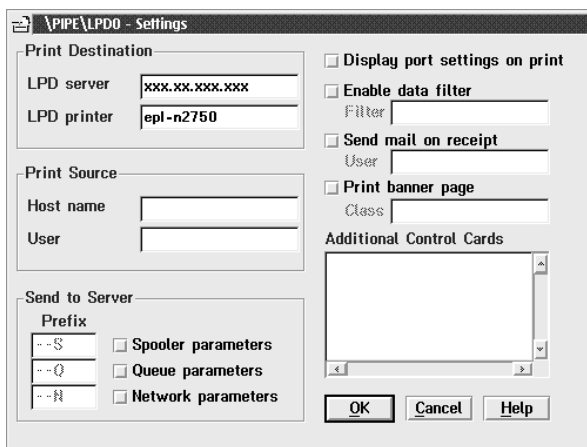 \PIPE\LPD0 - Settings
Print Destination
LPD server xxx.xx.xxx.xxx
LPD printer epl-n2750
Print Source
Host name
User
Send to Server
Prefix
--S Spooler parameters
--Q Queue parameters
--N Network parameters
Display port settings on print
Enable data filter
Filter
Send mail on receipt
User
Print banner page
Class
Additional Control Cards
OK Cancel Help